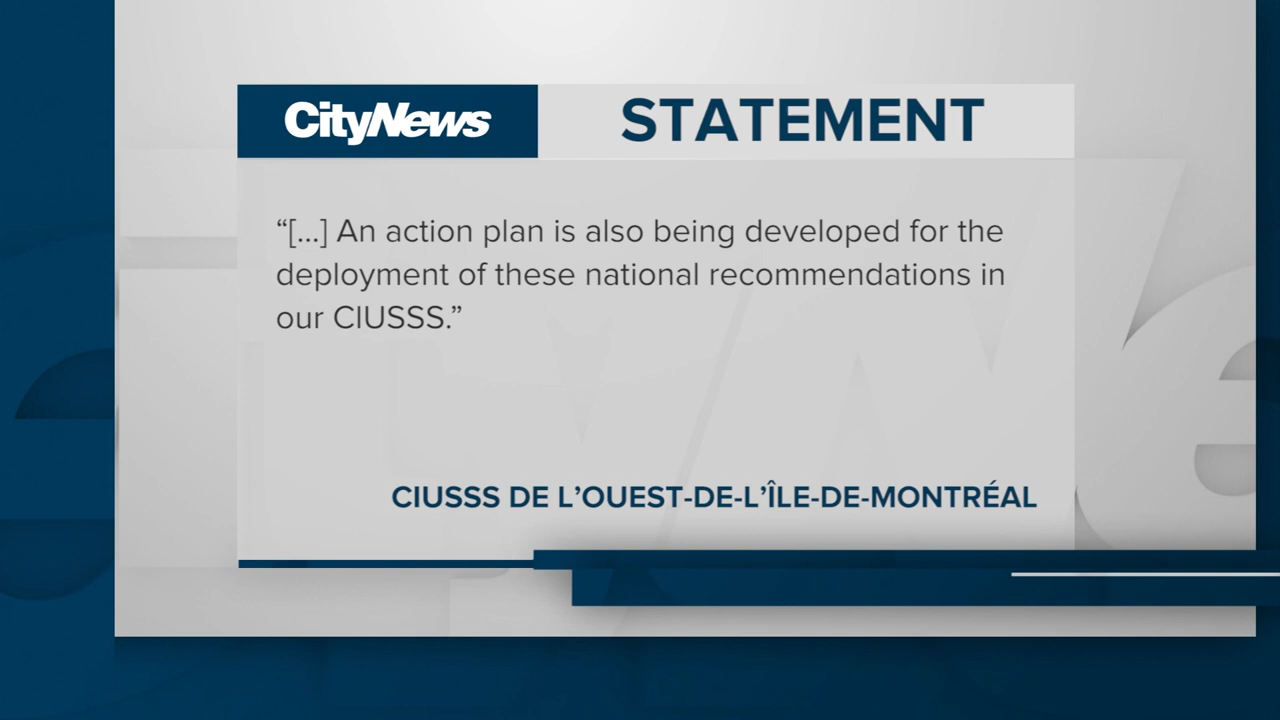 CityNews
STATEMENT
“[...] An action plan is also being developed for the
deployment of these national recommendations in
our CIUSSS.”
CIUSSS DE L’OUEST-DE-L’ÎLE-DE-MONTRÉAL